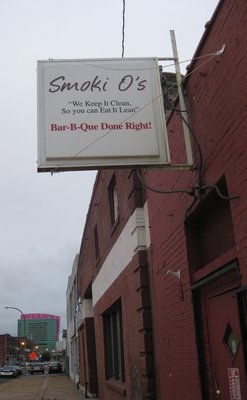 Smoki O's
"We Keep It Clean,
So you can Eat It Lean"
Bar-B-Que Done Right!